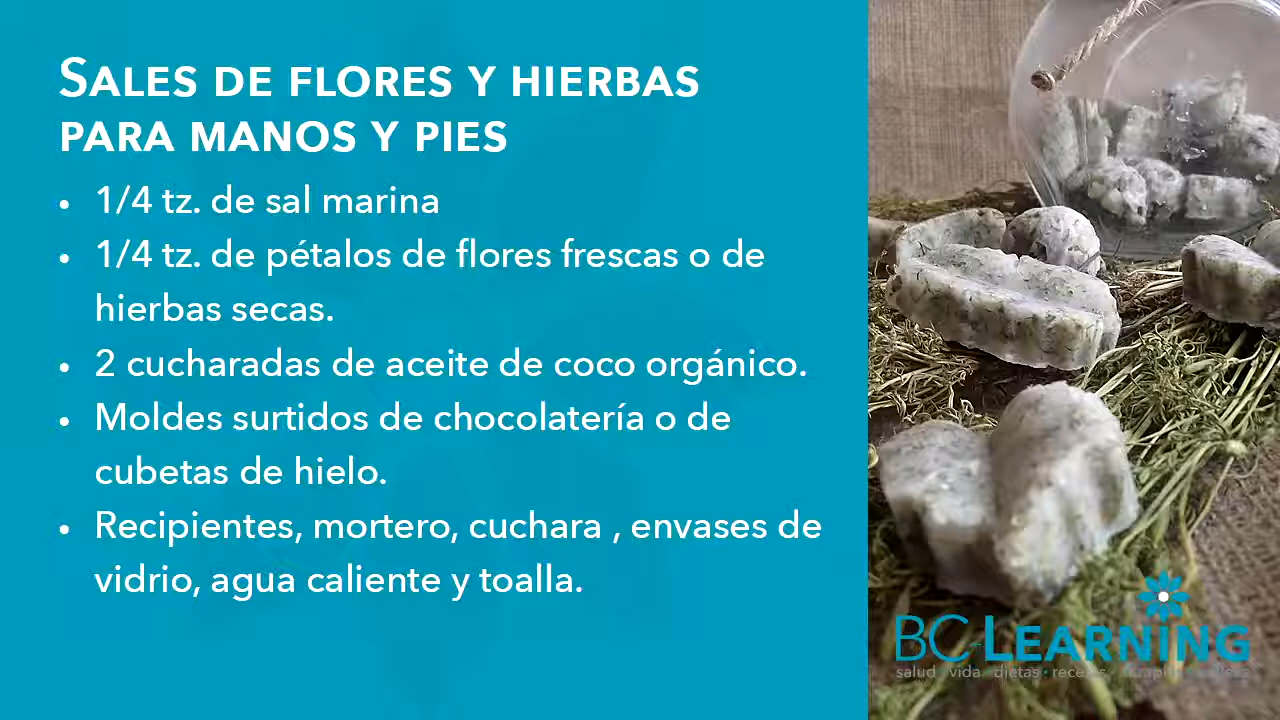 SALES DE FLORES Y HIERBAS
PARA MANOS Y PIES
• 1/4 tz. de sal marina
• 1/4 tz. de pétalos de flores frescas o de
hierbas secas.
• 2 cucharadas de aceite de coco orgánico.
• Moldes surtidos de chocolatería o de
cubetas de hielo.
• Recipientes, mortero, cuchara , envases de
vidrio, agua caliente y toalla.
BC-LEARNING
salud · vida · dietas ·